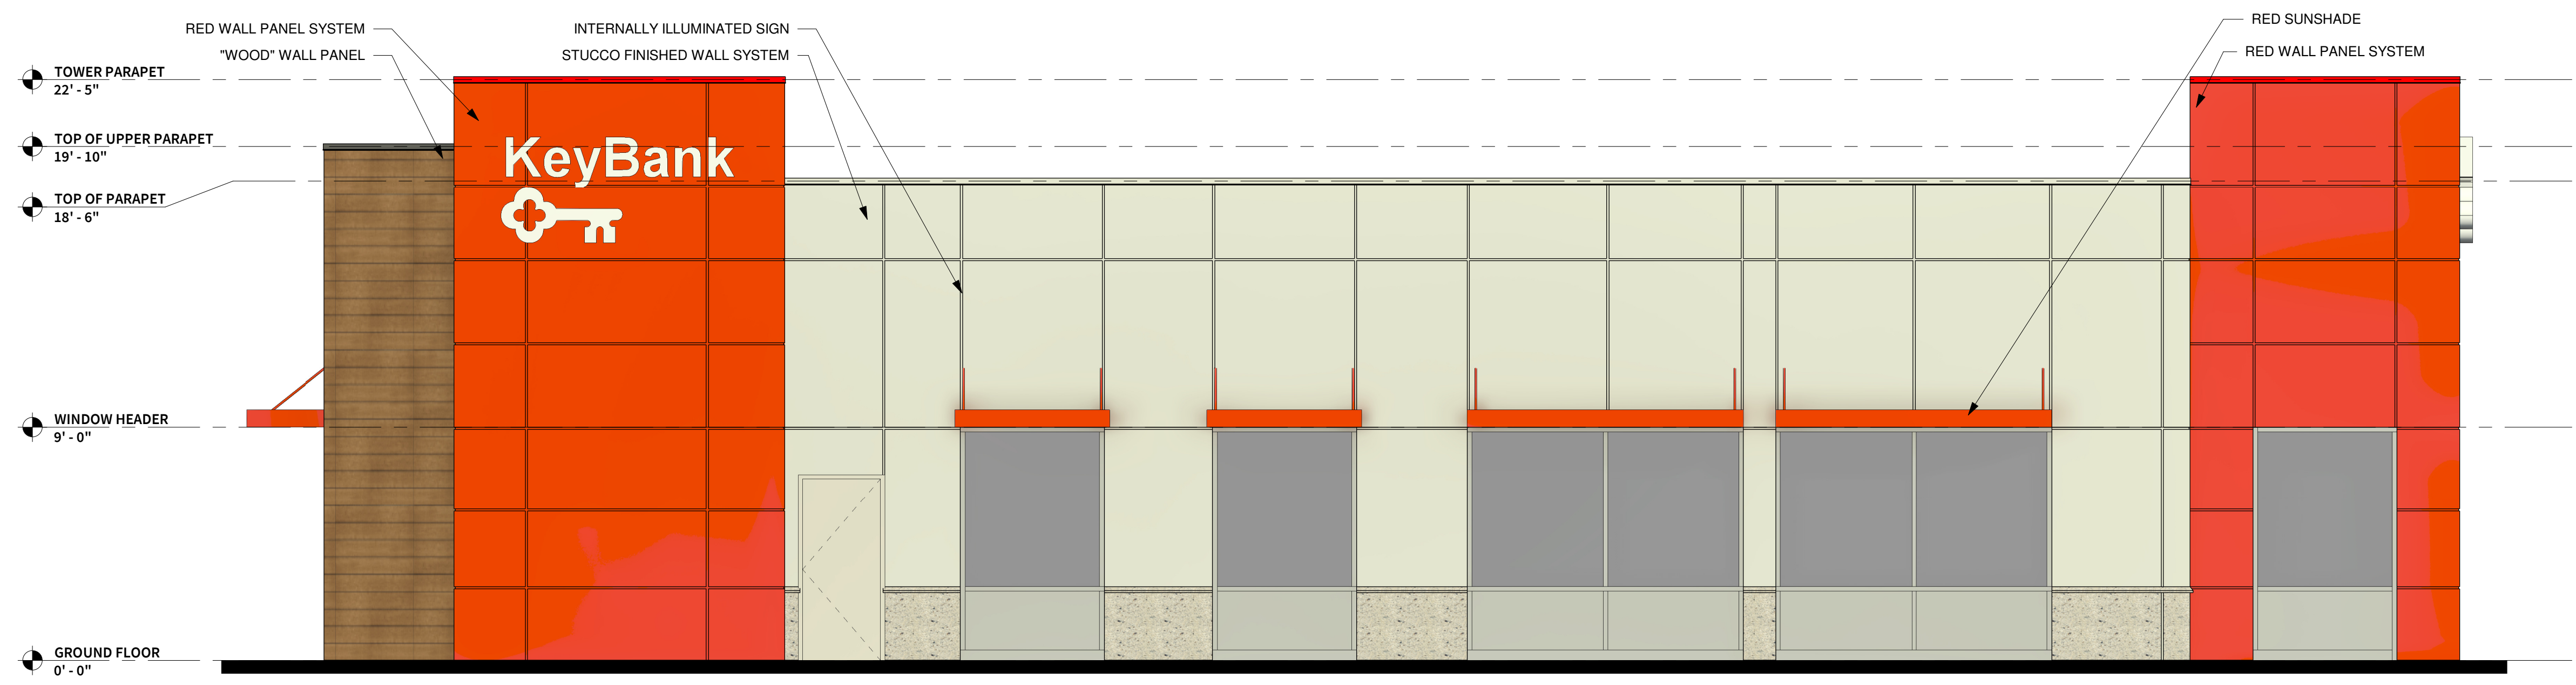 RED WALL PANEL SYSTEM
"WOOD" WALL PANEL
INTERNALLY ILLUMINATED SIGN
STUCCO FINISHED WALL SYSTEM
RED SUNSHADE
RED WALL PANEL SYSTEM
TOWER PARAPET
22' - 5"
TOP OF UPPER PARAPET
19' - 10"
TOP OF PARAPET
18' - 6"
KeyBank
WINDOW HEADER
9' - 0"
GROUND FLOOR
0' - 0"